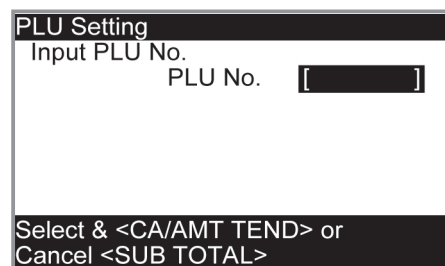 PLU Setting
Input PLU No.
PLU No. [ ]
Select & <CA/AMT TEND> or
Cancel <SUB TOTAL>